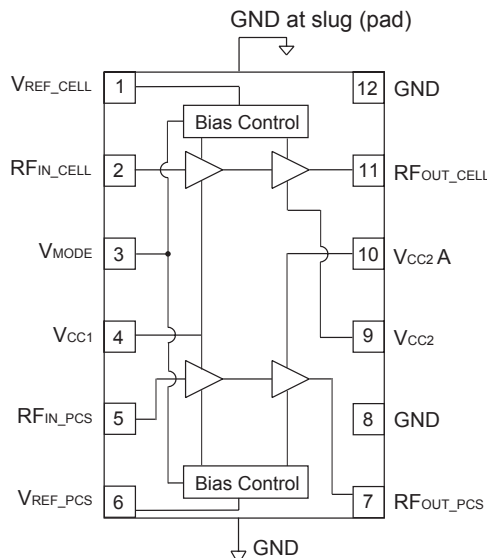 GND at slug (pad)
VREF_CELL 1 12 GND
Bias Control
RFIN_CELL 2 11 RFOUT_CELL
VMODE 3 10 VCC2 A
VCC1 4 9 VCC2
RFIN_PCS 5 8 GND
Bias Control
VREF_PCS 6 7 RFOUT_PCS
GND